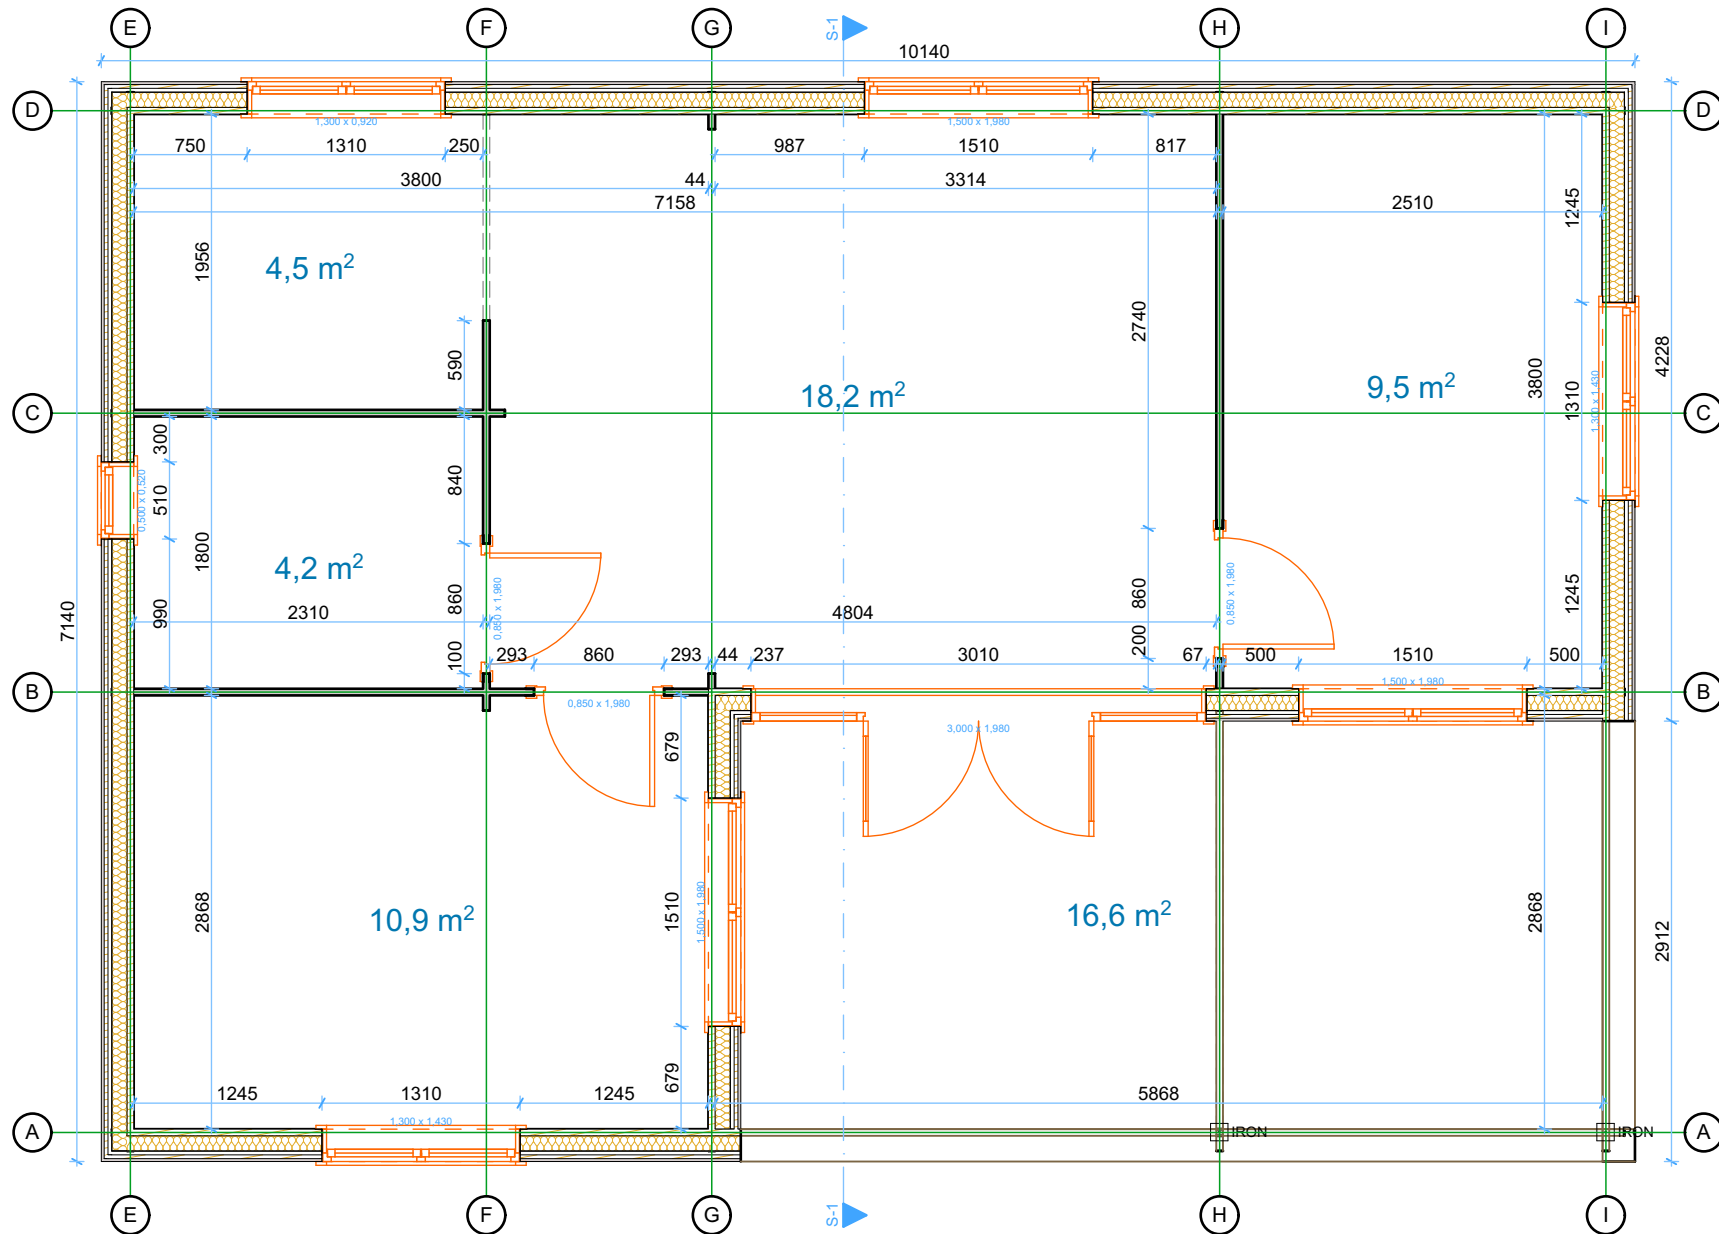 E
F
G
S-1
H
I
10140
D
D
1,300 x 0,920
1,500 x 1,980
750
1310
250
987
1510
817
3800
44
3314
7158
2510
1245
1956
4,5 m²
2740
590
4228
3800
18,2 m²
9,5 m²
1310
1,300 x 1,430
C
C
300
840
510
0,500 x 0,520
1800
4,2 m²
860
0,850 x 1,980
860
0,850 x 1,980
1245
990
7140
2310
4804
100
200
293
860
293
44
237
3010
67
500
1510
500
B
B
0,850 x 1,980
1,500 x 1,980
3,000 x 1,980
679
2868
10,9 m²
1510
1,500 x 1,980
16,6 m²
2868
2912
679
1245
1310
1245
5868
1,300 x 1,430
A
IRON
IRON
A
E
F
G
S-1
H
I